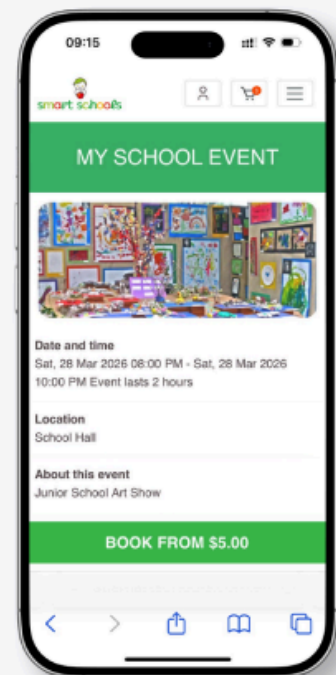 09:15
smart schools
MY SCHOOL EVENT
Date and time
Sat, 28 Mar 2026 08:00 PM - Sat, 28 Mar 2026
10:00 PM Event lasts 2 hours
Location
School Hall
About this event
Junior School Art Show
BOOK FROM $5.00